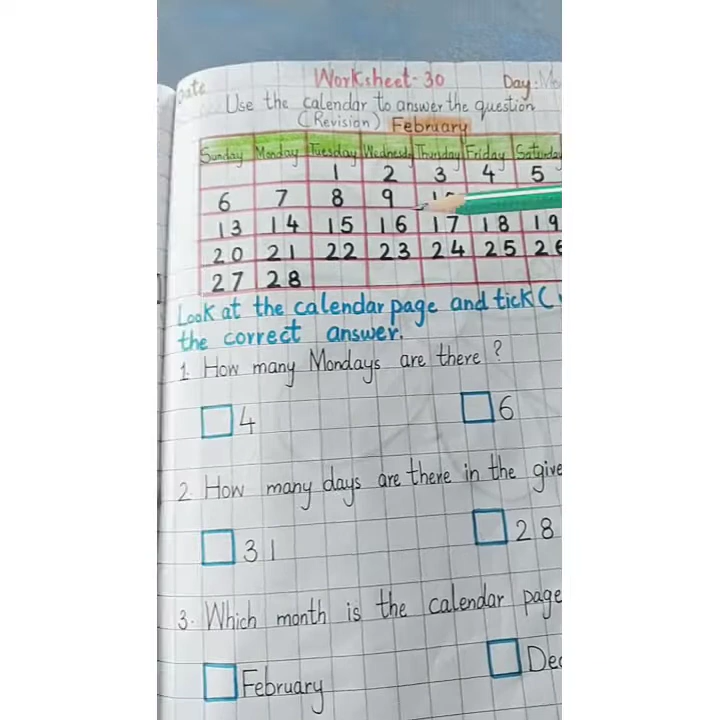 Date
Worksheet-30 Day:
Use the calendar to answer the question
(Revision) February
Sunday Monday Tuesday Wednesday Thursday Friday Saturday
1 2 3 4 5
6 7 8 9
13 14 15 16 17 18 19
20 21 22 23 24 25 26
27 28
Look at the calendar page and tick (
the correct answer.
1. How many Mondays are there ?
4 6
2. How many days are there in the give
31 28
3. Which month is the calendar page
February Dec